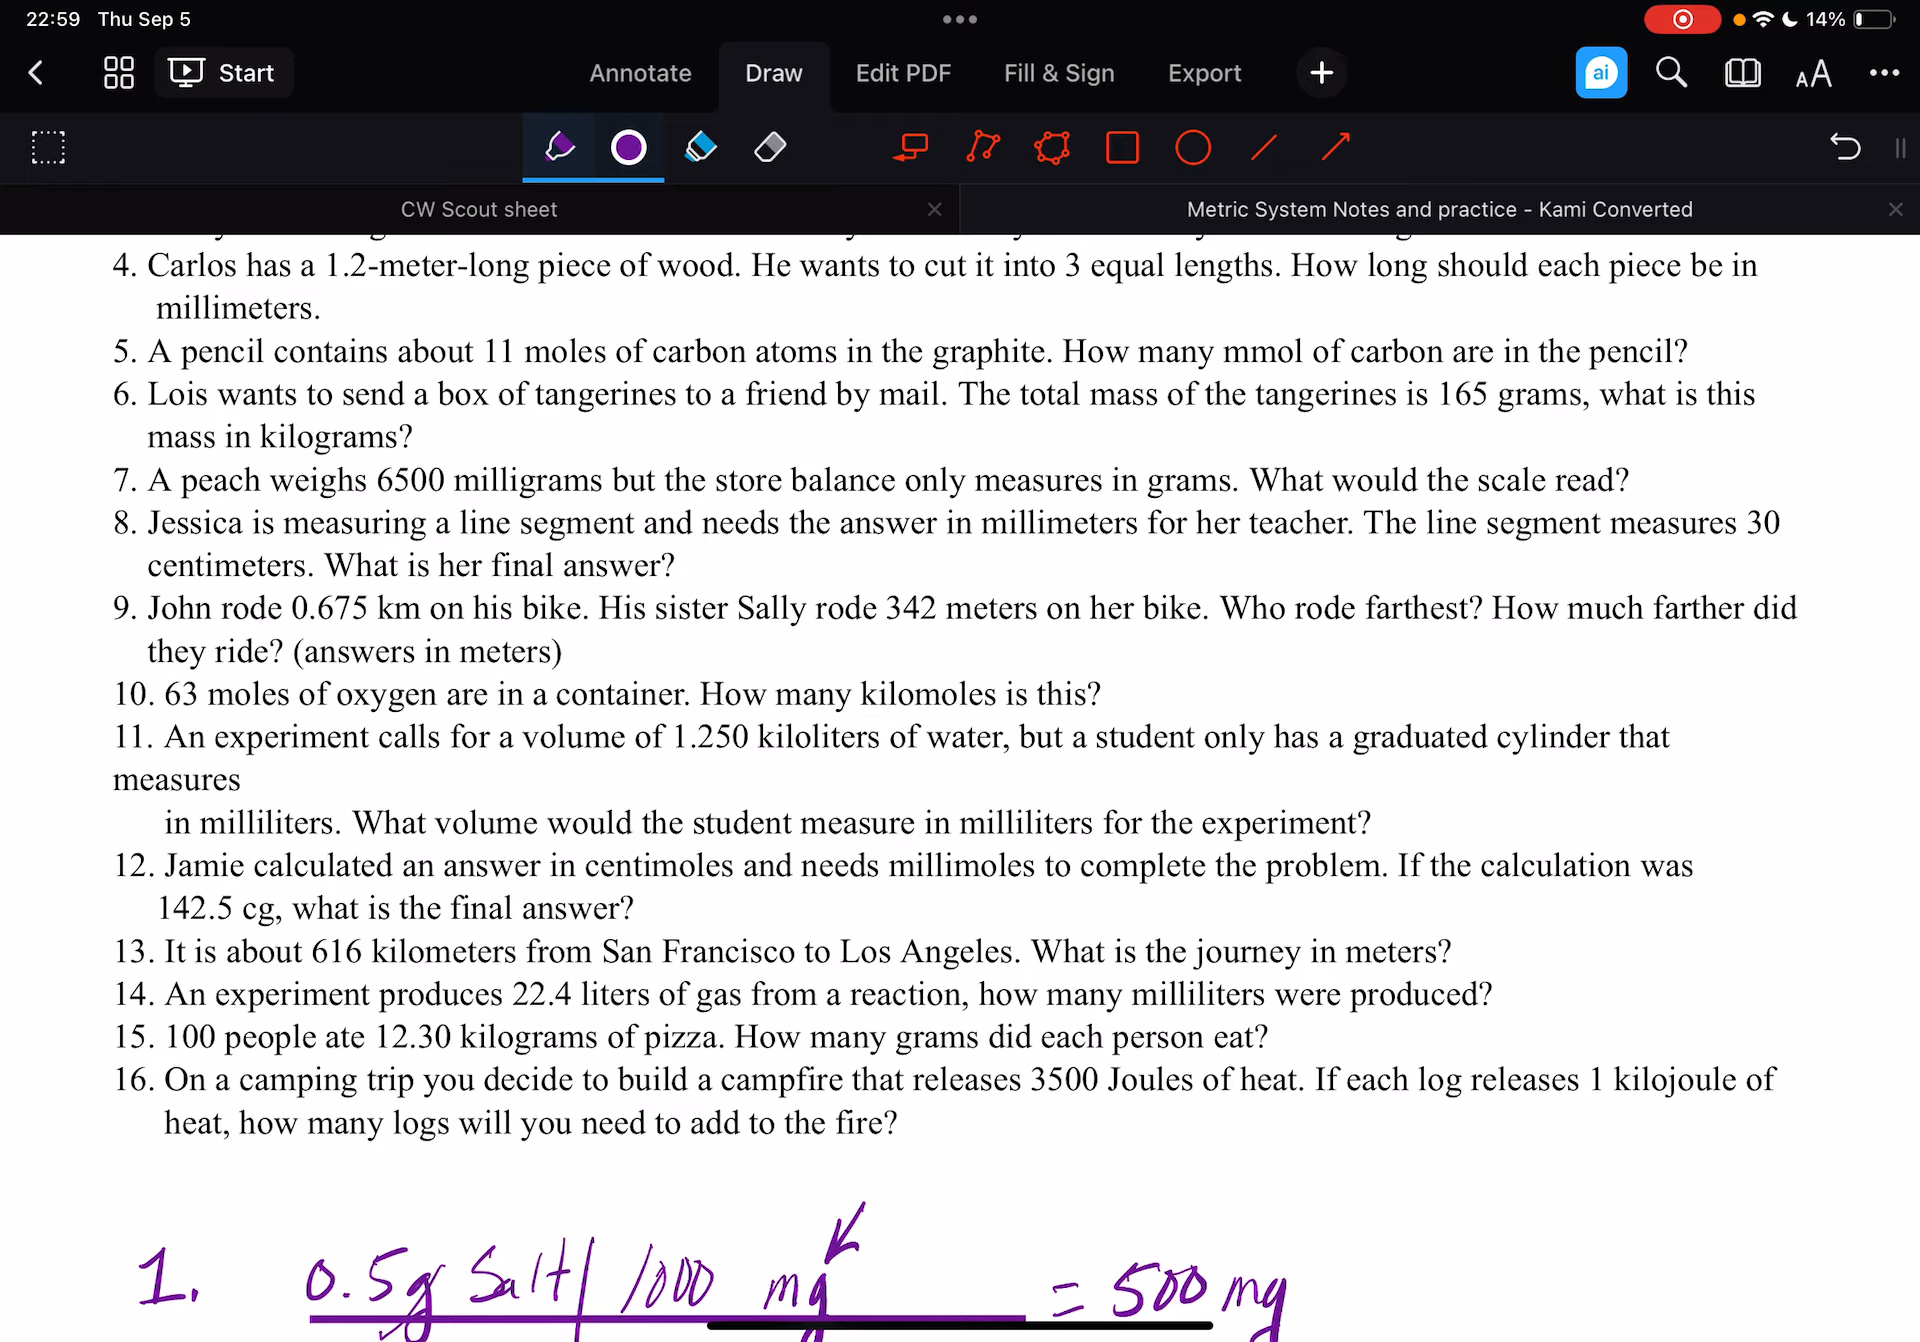 22:59 Thu Sep 5
14%
Start
Annotate
Draw
Edit PDF
Fill & Sign
Export
ai
AA
CW Scout sheet
Metric System Notes and practice - Kami Converted
4. Carlos has a 1.2-meter-long piece of wood. He wants to cut it into 3 equal lengths. How long should each piece be in
millimeters.
5. A pencil contains about 11 moles of carbon atoms in the graphite. How many mmol of carbon are in the pencil?
6. Lois wants to send a box of tangerines to a friend by mail. The total mass of the tangerines is 165 grams, what is this
mass in kilograms?
7. A peach weighs 6500 milligrams but the store balance only measures in grams. What would the scale read?
8. Jessica is measuring a line segment and needs the answer in millimeters for her teacher. The line segment measures 30
centimeters. What is her final answer?
9. John rode 0.675 km on his bike. His sister Sally rode 342 meters on her bike. Who rode farthest? How much farther did
they ride? (answers in meters)
10. 63 moles of oxygen are in a container. How many kilomoles is this?
11. An experiment calls for a volume of 1.250 kiloliters of water, but a student only has a graduated cylinder that
measures
in milliliters. What volume would the student measure in milliliters for the experiment?
12. Jamie calculated an answer in centimoles and needs millimoles to complete the problem. If the calculation was
142.5 cg, what is the final answer?
13. It is about 616 kilometers from San Francisco to Los Angeles. What is the journey in meters?
14. An experiment produces 22.4 liters of gas from a reaction, how many milliliters were produced?
15. 100 people ate 12.30 kilograms of pizza. How many grams did each person eat?
16. On a camping trip you decide to build a campfire that releases 3500 Joules of heat. If each log releases 1 kilojoule of
heat, how many logs will you need to add to the fire?
1. 0.5g Salt | 1000 mg = 500 mg